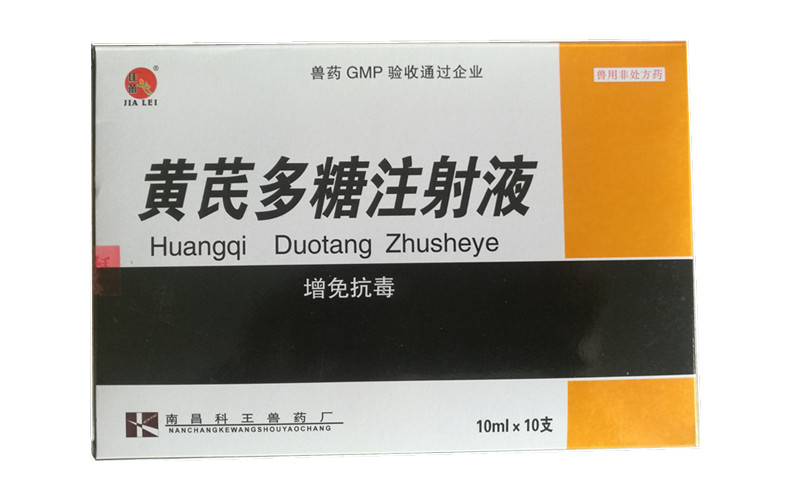 佳蕾
®
JIA LEI
兽药 GMP 验收通过企业
兽用非处方药
黄芪多糖注射液
Huangqi Duotang Zhusheye
增免抗毒
南昌科王兽药厂
NANCHANGKEWANGSHOUYAOCHANG
10ml x 10支